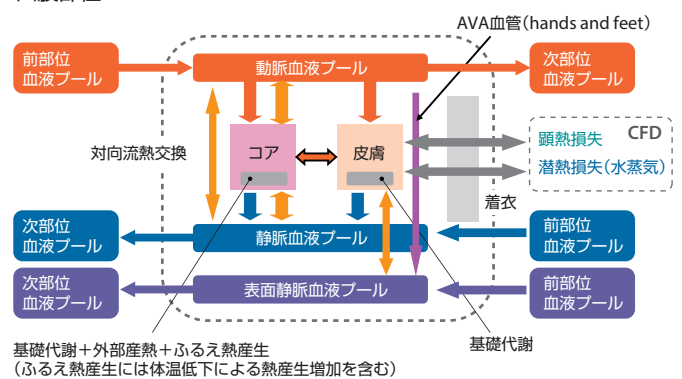 AVA血管(hands and feet)
前部位
血液プール
動脈血液プール
次部位
血液プール
対向流熱交換
コア
皮膚
顕熱損失
CFD
潜熱損失(水蒸気)
着衣
次部位
血液プール
静脈血液プール
前部位
血液プール
次部位
血液プール
表面静脈血液プール
前部位
血液プール
基礎代謝+外部産熱+ふるえ熱産生
(ふるえ熱産生には体温低下による熱産生増加を含む)
基礎代謝